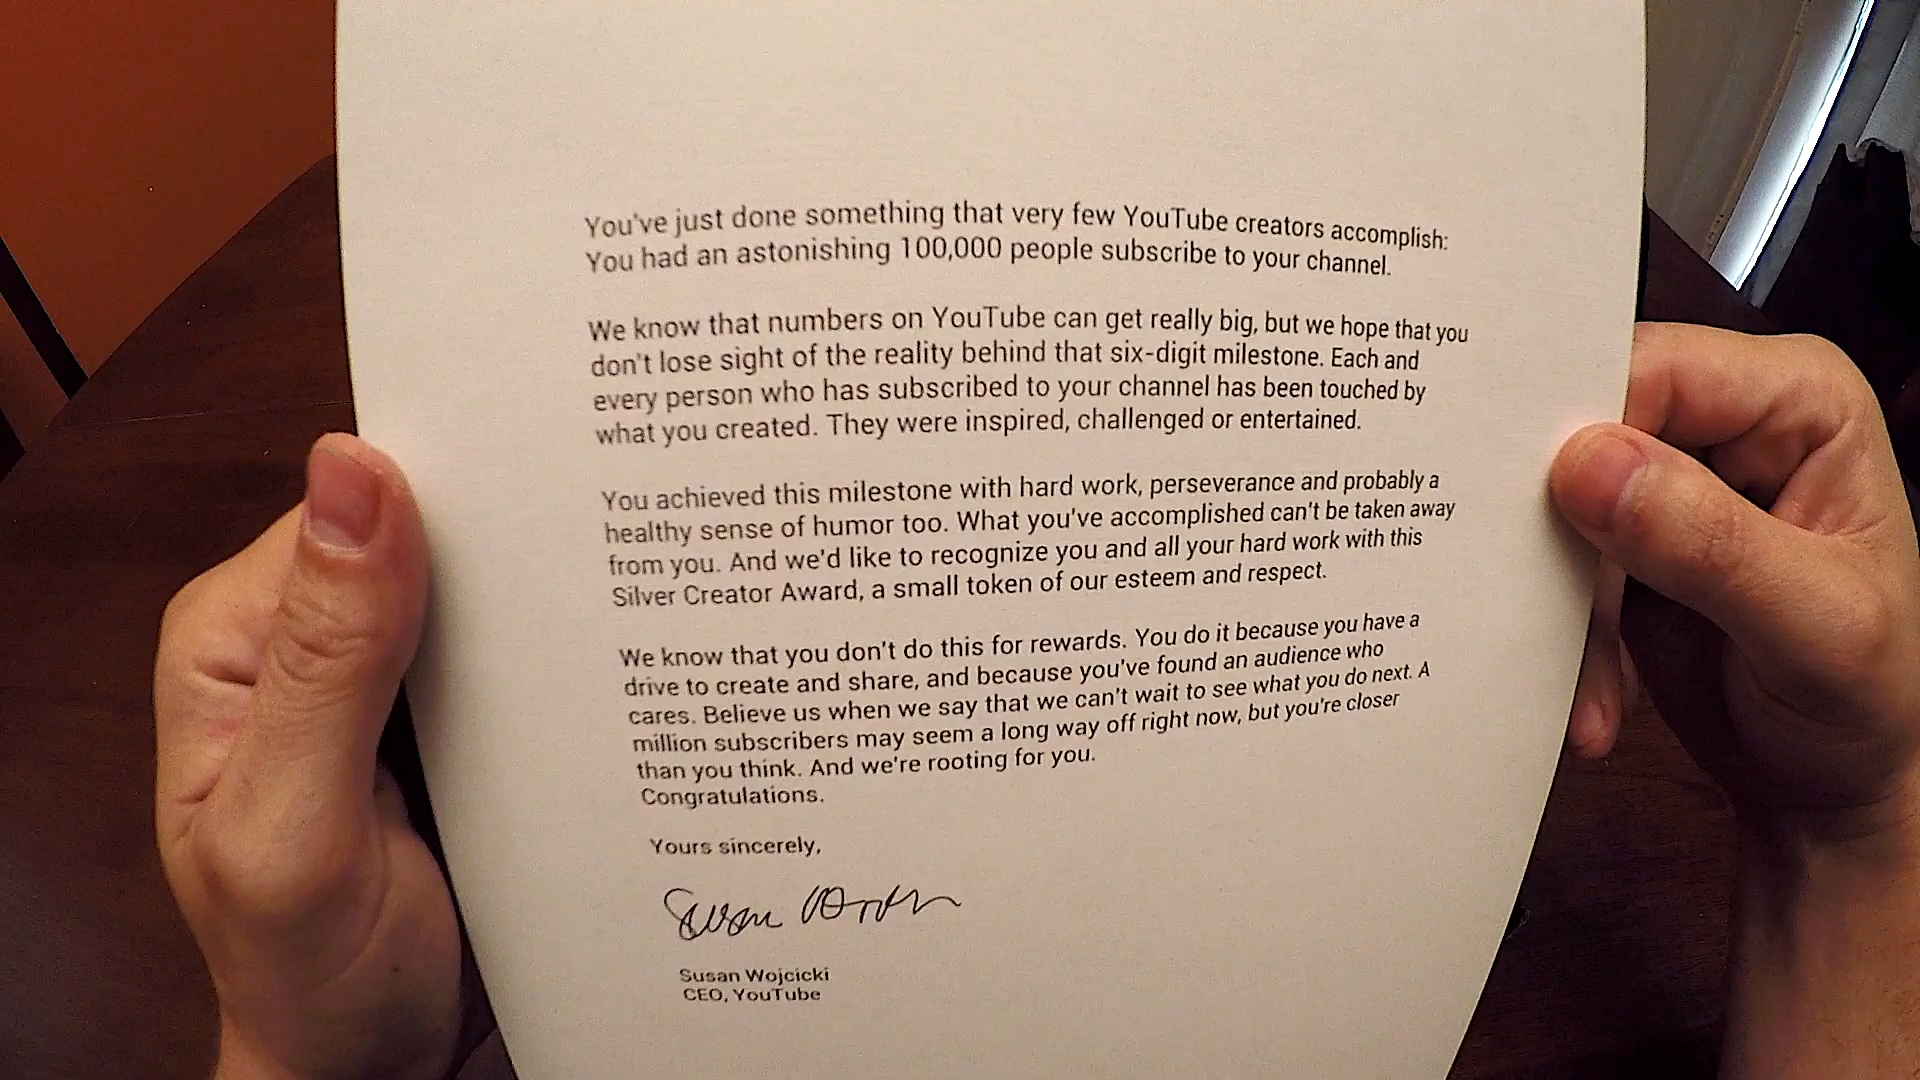 You've just done something that very few YouTube creators accomplish:
You had an astonishing 100,000 people subscribe to your channel.
We know that numbers on YouTube can get really big, but we hope that you
don't lose sight of the reality behind that six-digit milestone. Each and
every person who has subscribed to your channel has been touched by
what you created. They were inspired, challenged or entertained.
You achieved this milestone with hard work, perseverance and probably a
healthy sense of humor too. What you've accomplished can't be taken away
from you. And we'd like to recognize you and all your hard work with this
Silver Creator Award, a small token of our esteem and respect.
We know that you don't do this for rewards. You do it because you have a
drive to create and share, and because you've found an audience who
cares. Believe us when we say that we can't wait to see what you do next. A
million subscribers may seem a long way off right now, but you're closer
than you think. And we're rooting for you.
Congratulations.
Yours sincerely,
Susan Wojcicki
CEO, YouTube